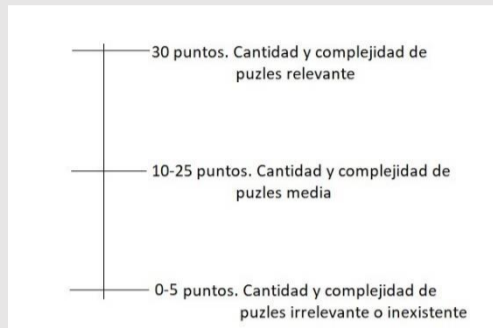 30 puntos. Cantidad y complejidad de
puzles relevante
10-25 puntos. Cantidad y complejidad de
puzles media
0-5 puntos. Cantidad y complejidad de
puzles irrelevante o inexistente